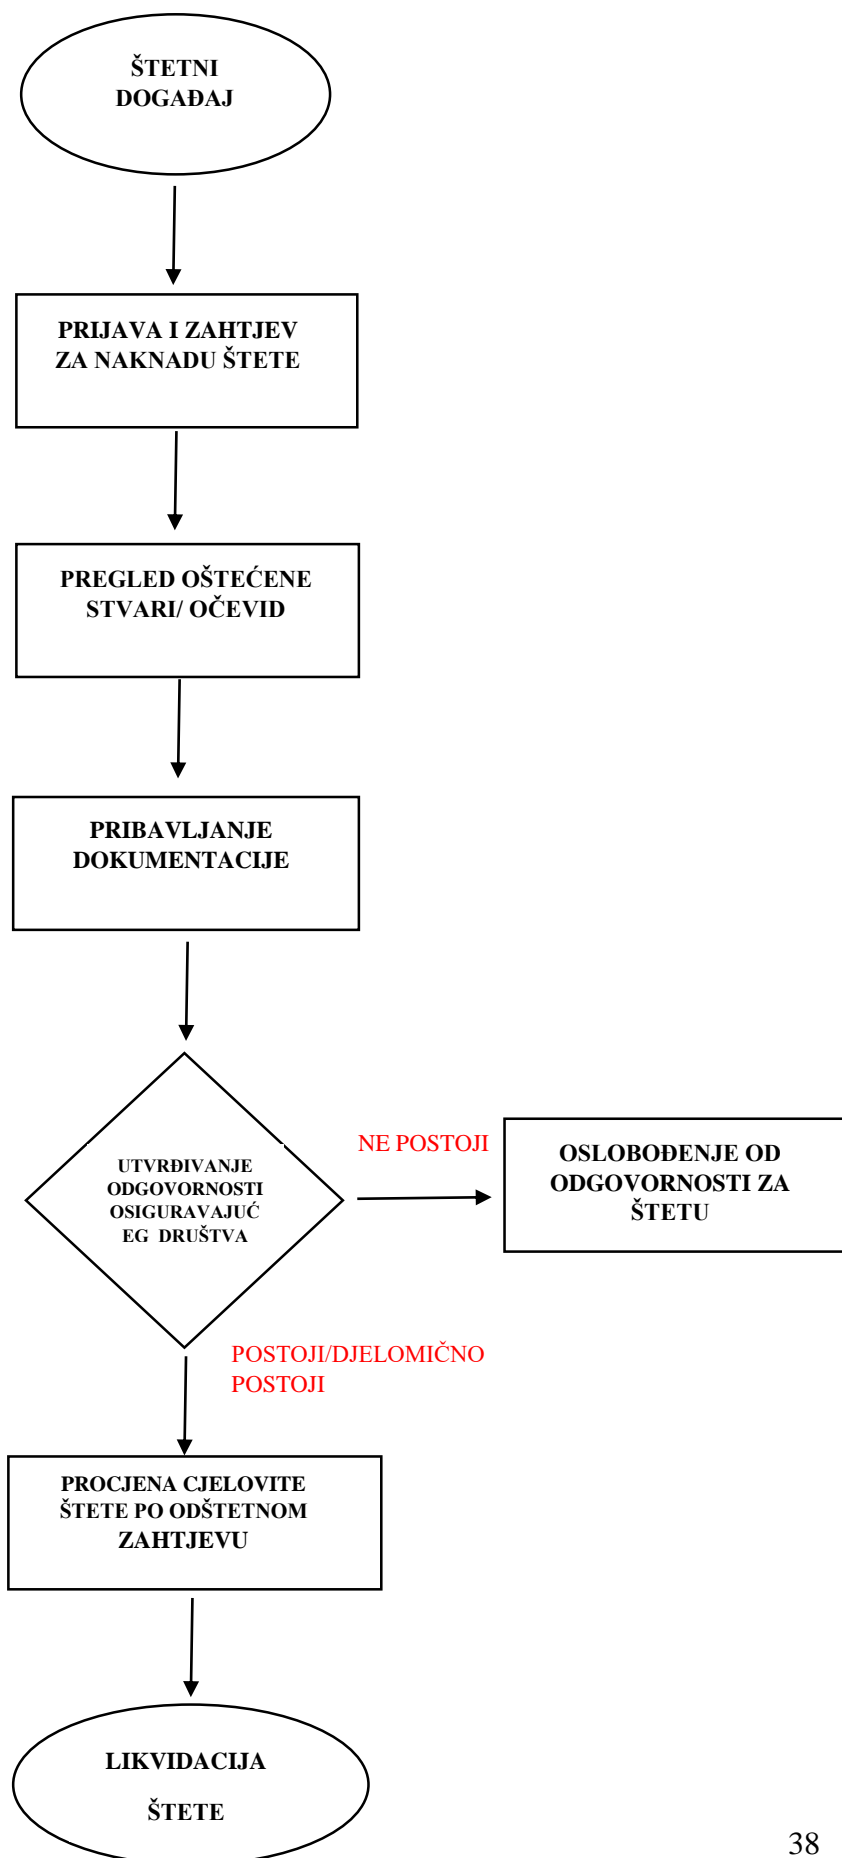 ŠTETNI
DOGAĐAJ
PRIJAVA I ZAHTJEV
ZA NAKNADU ŠTETE
PREGLED OŠTEĆENE
STVARI/ OČEVID
PRIBAVLJANJE
DOKUMENTACIJE
UTVRĐIVANJE
ODGOVORNOSTI
OSIGURAVAJUĆ
EG DRUŠTVA
NE POSTOJI
OSLOBOĐENJE OD
ODGOVORNOSTI ZA
ŠTETU
POSTOJI/DJELOMIČNO
POSTOJI
PROCJENA CJELOVITE
ŠTETE PO ODŠTETNOM
ZAHTJEVU
LIKVIDACIJA
ŠTETE
38